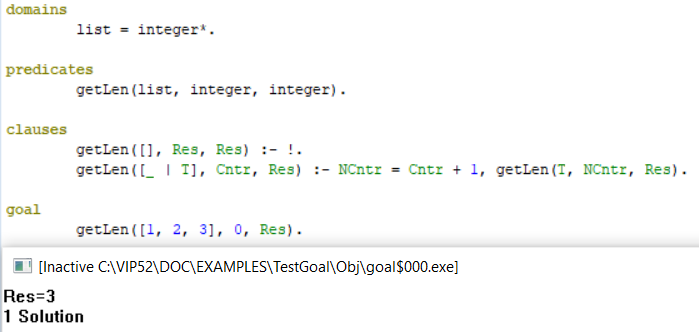 domains
list = integer*.
predicates
getLen(list, integer, integer).
clauses
getLen([], Res, Res) :- !.
getLen([_ | T], Cntr, Res) :- NCntr = Cntr + 1, getLen(T, NCntr, Res).
goal
getLen([1, 2, 3], 0, Res).
[Inactive C:\VIP52\DOC\EXAMPLES\TestGoal\Obj\goal$000.exe]
Res=3
1 Solution